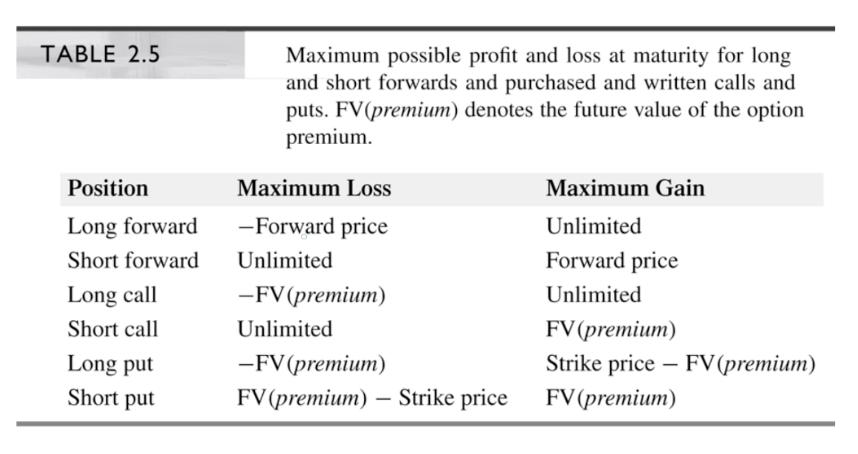 TABLE 2.5
Maximum possible profit and loss at maturity for long
and short forwards and purchased and written calls and
puts. FV(premium) denotes the future value of the option
premium.
Position Maximum Loss Maximum Gain
Long forward −Forward price Unlimited
Short forward Unlimited Forward price
Long call −FV(premium) Unlimited
Short call Unlimited FV(premium)
Long put −FV(premium) Strike price − FV(premium)
Short put FV(premium) − Strike price FV(premium)